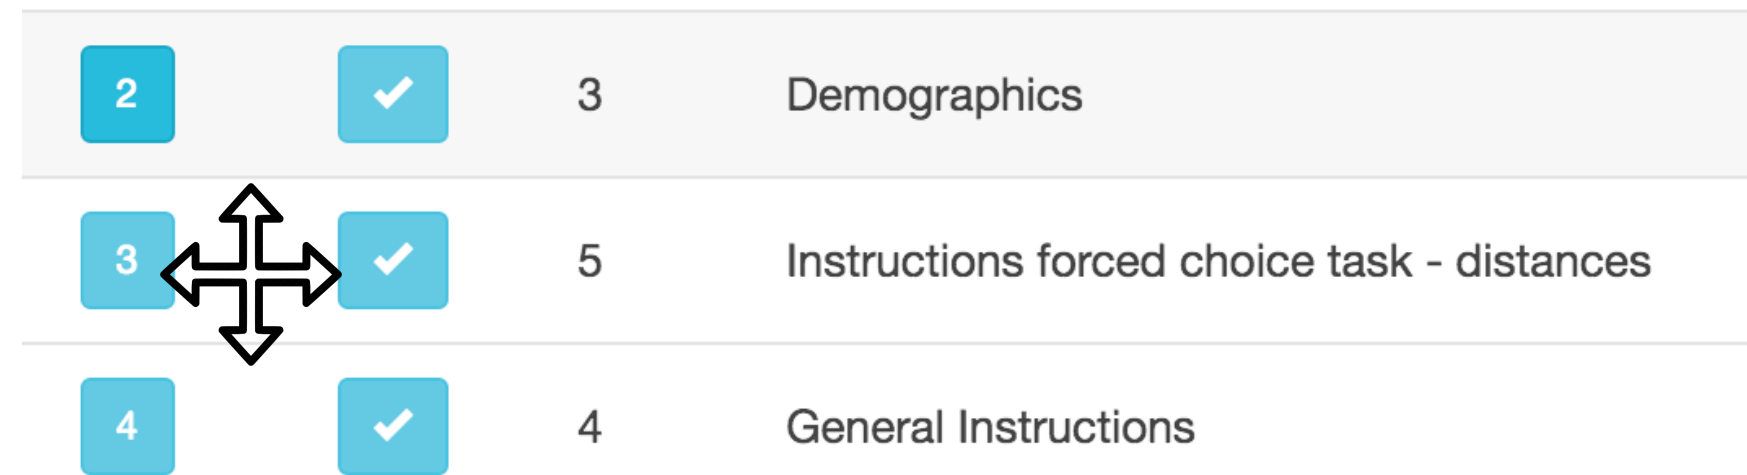 2 3 Demographics
3 5 Instructions forced choice task - distances
4 4 General Instructions